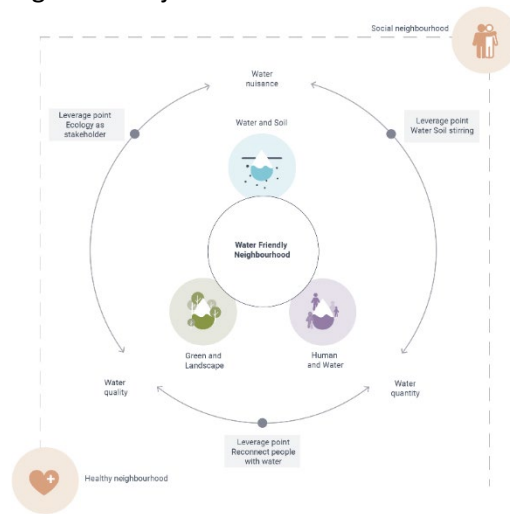 Social neighbourhood
Water
nuisance
Leverage point
Ecology as
stakeholder
Leverage point
Water Soil stirring
Water and Soil
Water Friendly
Neighbourhood
Green and
Landscape
Human
and Water
Water
quality
Water
quantity
Leverage point
Reconnect people
with water
Healthy neighbourhood